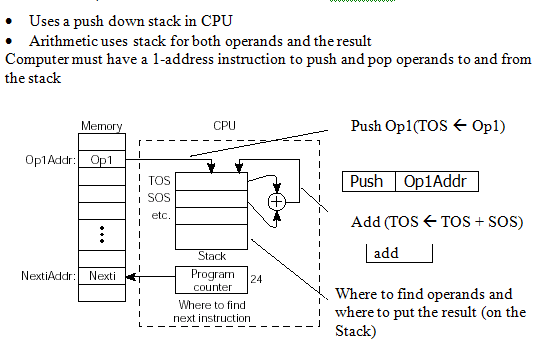 • Uses a push down stack in CPU
• Arithmetic uses stack for both operands and the result
Computer must have a 1-address instruction to push and pop operands to and from
the stack
Memory
CPU
Push Op1(TOS ← Op1)
Op1Addr:
Op1
TOS
Push
Op1Addr
SOS
+
etc.
Add (TOS ← TOS + SOS)
add
Stack
NextiAddr:
Nexti
Program
counter
24
Where to find
next instruction
Where to find operands and
where to put the result (on the
Stack)